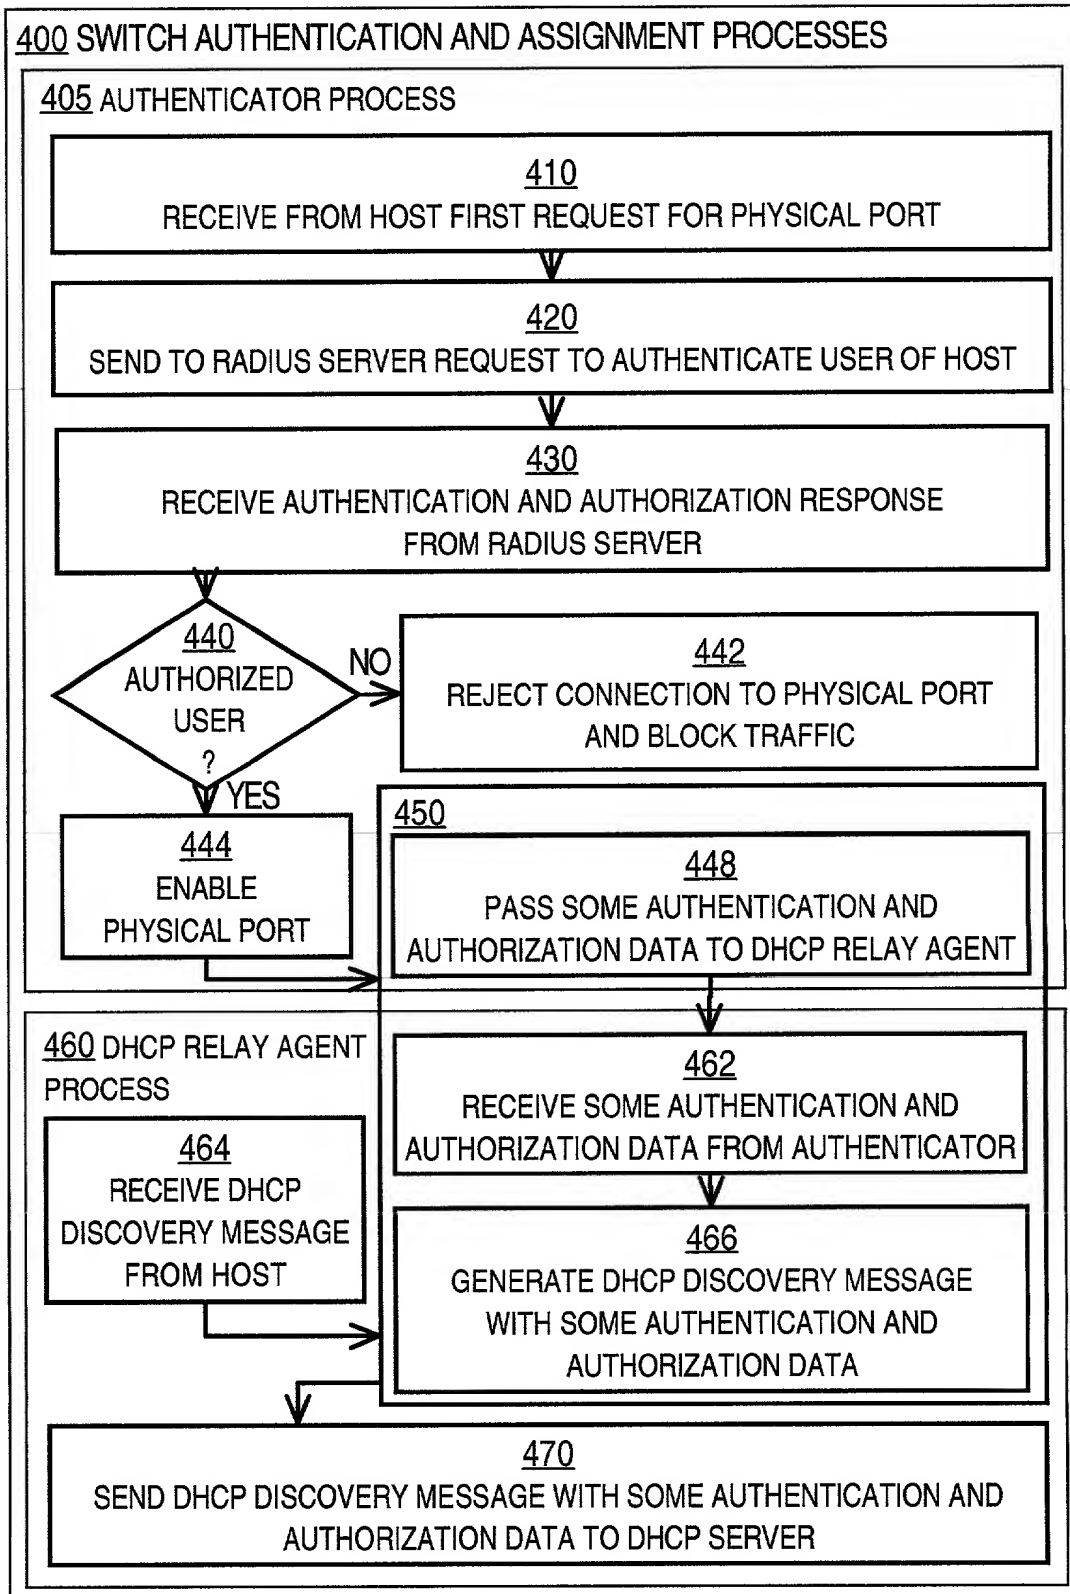 400 SWITCH AUTHENTICATION AND ASSIGNMENT PROCESSES
405 AUTHENTICATOR PROCESS
410
RECEIVE FROM HOST FIRST REQUEST FOR PHYSICAL PORT
420
SEND TO RADIUS SERVER REQUEST TO AUTHENTICATE USER OF HOST
430
RECEIVE AUTHENTICATION AND AUTHORIZATION RESPONSE
FROM RADIUS SERVER
440
AUTHORIZED
USER
?
NO
442
REJECT CONNECTION TO PHYSICAL PORT
AND BLOCK TRAFFIC
YES
444
ENABLE
PHYSICAL PORT
450
448
PASS SOME AUTHENTICATION AND
AUTHORIZATION DATA TO DHCP RELAY AGENT
460 DHCP RELAY AGENT
PROCESS
462
RECEIVE SOME AUTHENTICATION AND
AUTHORIZATION DATA FROM AUTHENTICATOR
464
RECEIVE DHCP
DISCOVERY MESSAGE
FROM HOST
466
GENERATE DHCP DISCOVERY MESSAGE
WITH SOME AUTHENTICATION AND
AUTHORIZATION DATA
470
SEND DHCP DISCOVERY MESSAGE WITH SOME AUTHENTICATION AND
AUTHORIZATION DATA TO DHCP SERVER